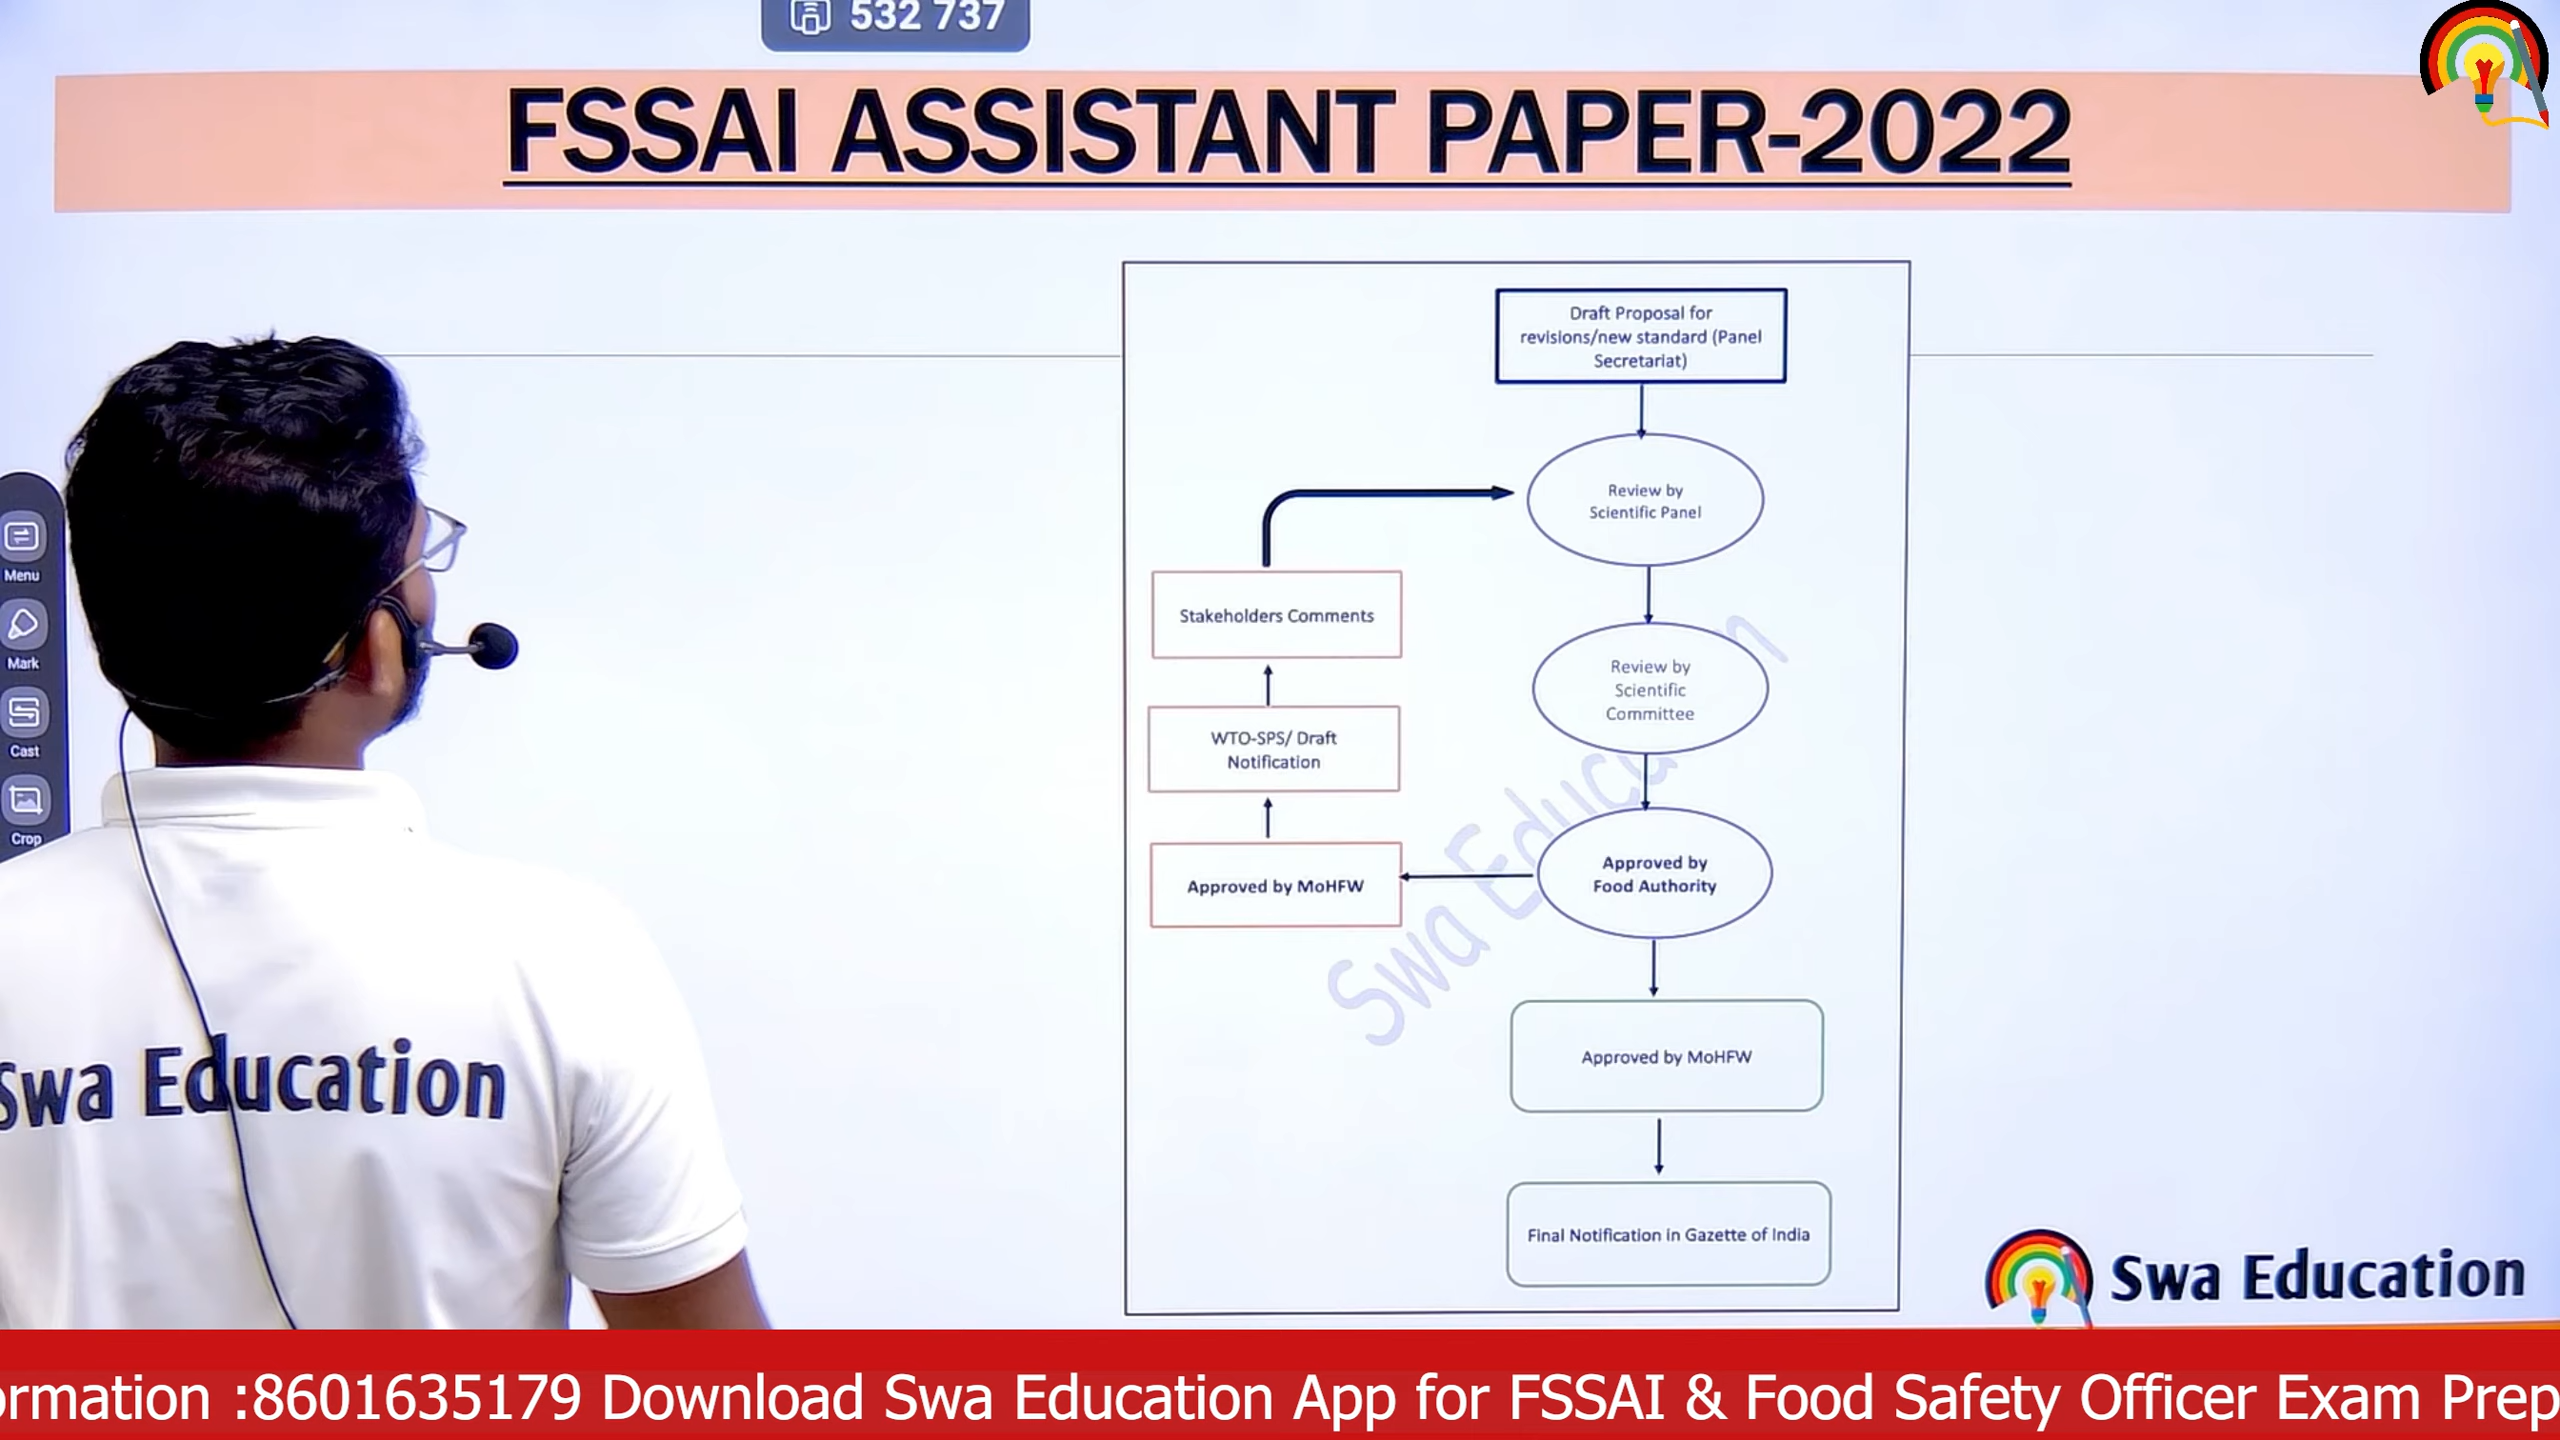 532 737
FSSAI ASSISTANT PAPER-2022
Draft Proposal for
revisions/new standard (Panel
Secretariat)
Review by
Scientific Panel
Stakeholders Comments
Review by
Scientific
Committee
WTO-SPS/ Draft
Notification
Approved by
Food Authority
Approved by MoHFW
Approved by MoHFW
Final Notification in Gazette of India
Swa Education
Menu
Mark
Cast
Crop
Swa Education
Swa Education
ormation :8601635179 Download Swa Education App for FSSAI & Food Safety Officer Exam Prep